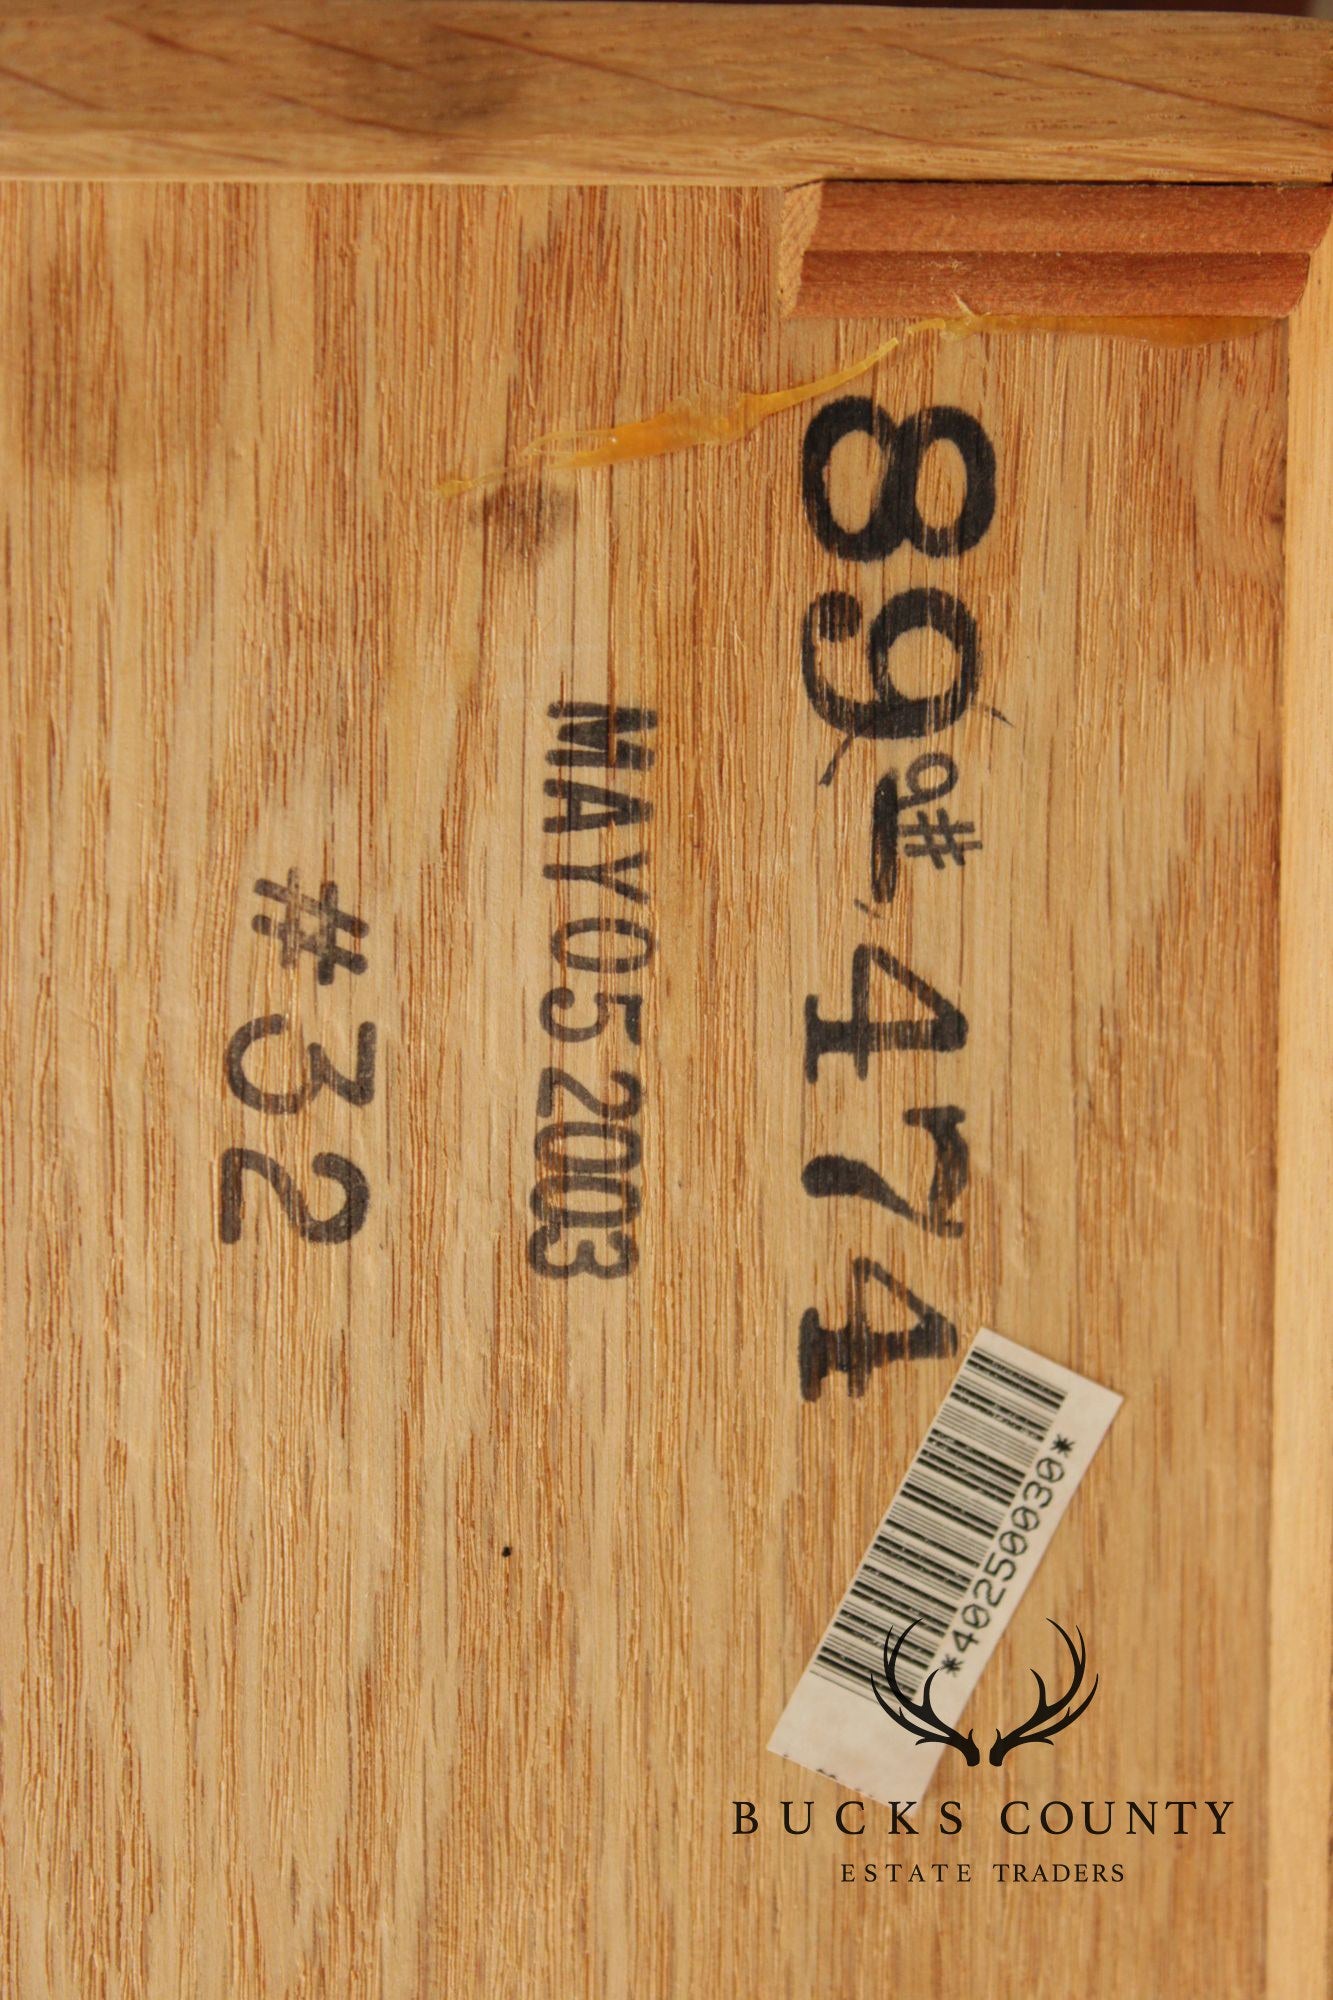 89-474
#9
MAY 05 2003
#32
*40250030*
BUCKS COUNTY
ESTATE TRADERS